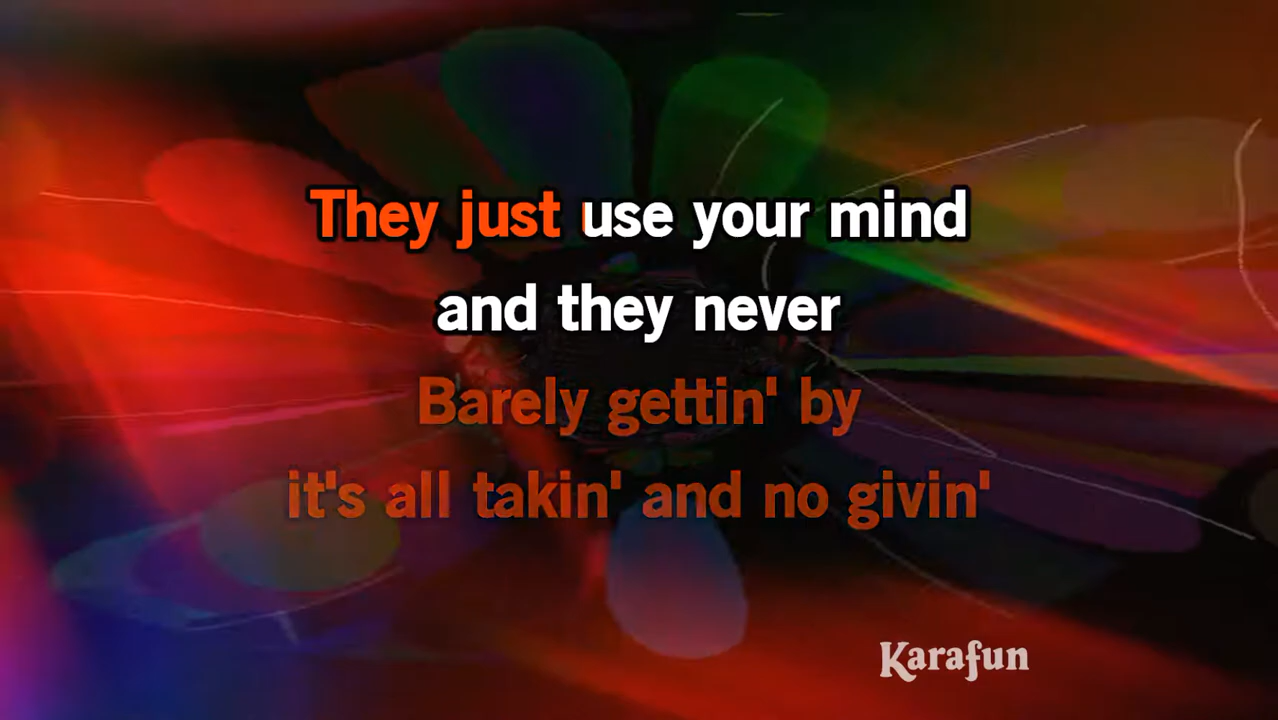 They just use your mind
and they never
Barely gettin' by
it's all takin' and no givin'
Karafun